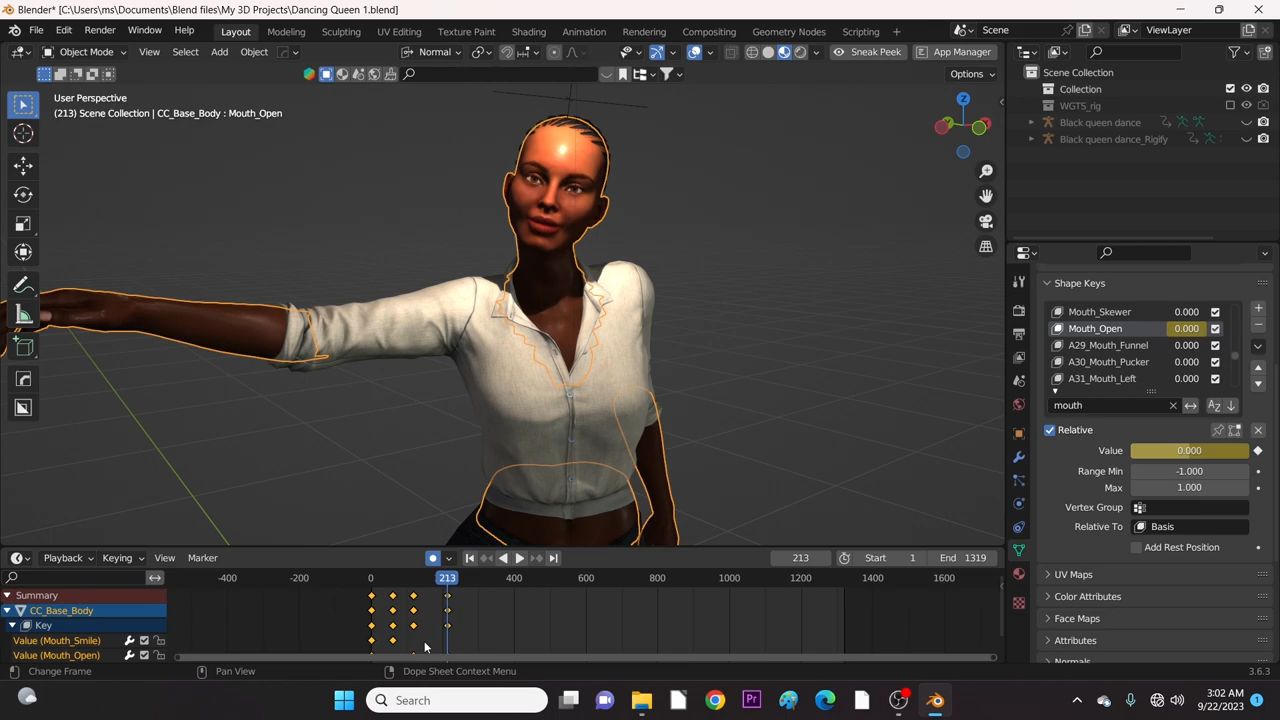 Blender* [C:\Users\ms\Documents\Blend files\My 3D Projects\Dancing Queen 1.blend]
File Edit Render Window Help Layout Modeling Sculpting UV Editing Texture Paint Shading Animation Rendering Compositing Geometry Nodes Scripting Scene ViewLayer
Object Mode View Select Add Object Normal Sneak Peek App Manager
Options
User Perspective
(213) Scene Collection | CC_Base_Body : Mouth_Open
Z
Scene Collection
Collection
WGTS_rig
Black queen dance
Black queen dance_Rigify
Shape Keys
Mouth_Skewer 0.000
Mouth_Open 0.000
A29_Mouth_Funnel 0.000
A30_Mouth_Pucker 0.000
A31_Mouth_Left 0.000
mouth
Relative
Value 0.000
Range Min -1.000
Max 1.000
Vertex Group
Relative To Basis
Add Rest Position
UV Maps
Color Attributes
Face Maps
Attributes
Normals
Playback Keying View Marker 213 Start 1 End 1319
-400 -200 0 213 400 600 800 1000 1200 1400 1600
Summary
CC_Base_Body
Key
Value (Mouth_Smile)
Value (Mouth_Open)
Change Frame Pan View Dope Sheet Context Menu 3.6.3
Search Pr 3:02 AM
9/22/2023 1